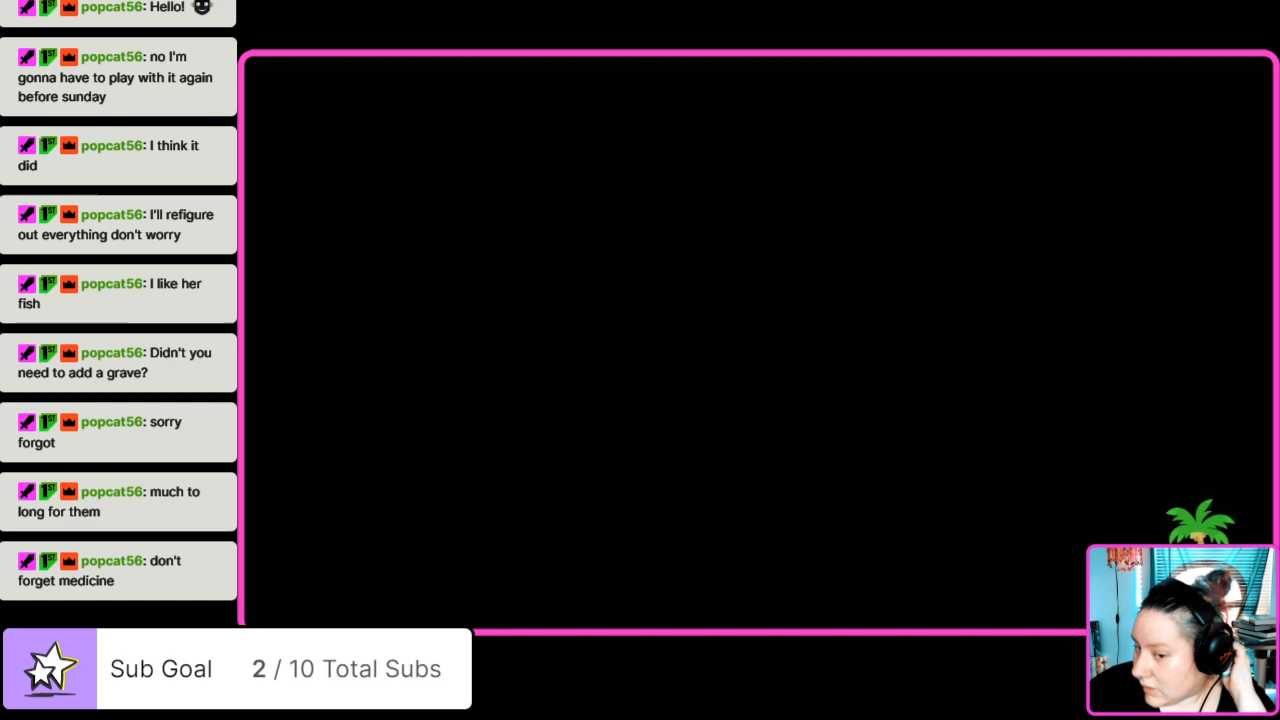 popcat56: Hello!
popcat56: no I'm
gonna have to play with it again
before sunday
popcat56: I think it
did
popcat56: I'll refigure
out everything don't worry
popcat56: I like her
fish
popcat56: Didn't you
need to add a grave?
popcat56: sorry
forgot
popcat56: much to
long for them
popcat56: don't
forget medicine
Sub Goal 2 / 10 Total Subs